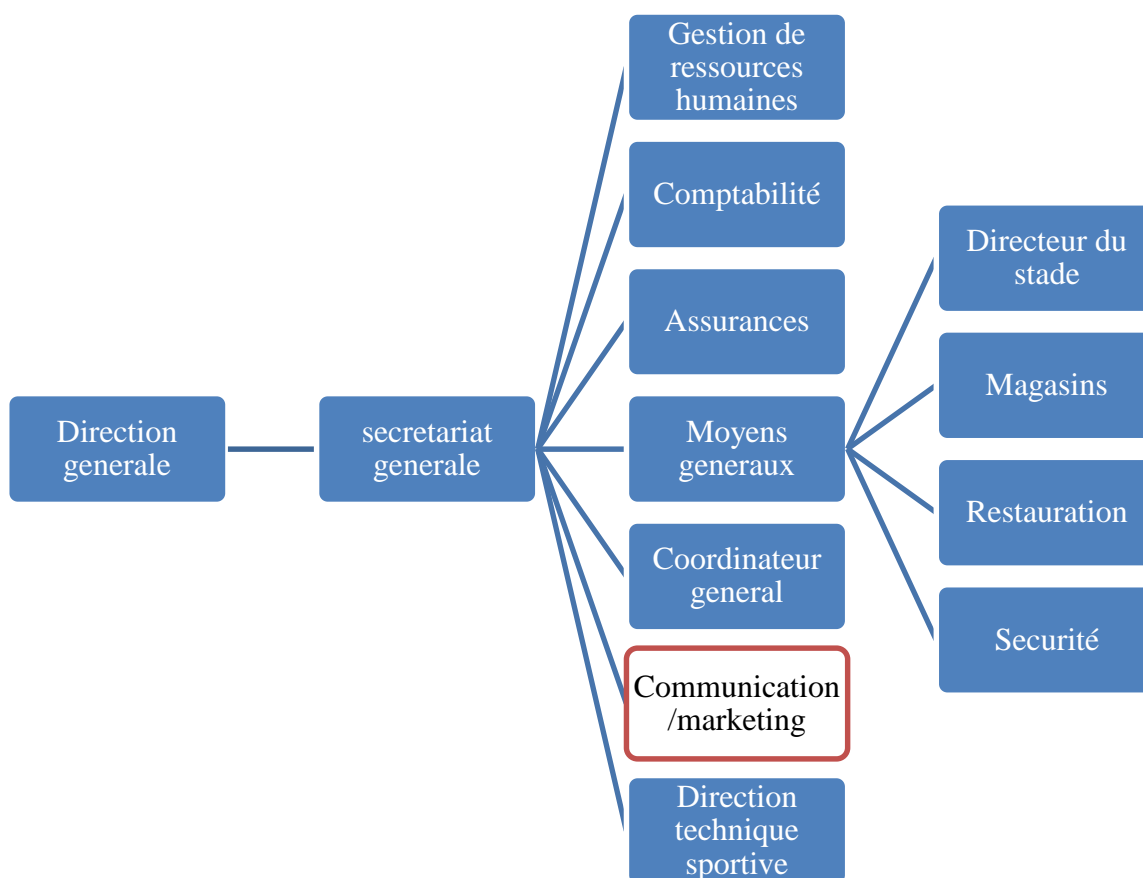 Direction
generale
secretariat
generale
Gestion de
ressources
humaines
Comptabilité
Assurances
Moyens
generaux
Coordinateur
general
Communication
/marketing
Direction
technique
sportive
Directeur du
stade
Magasins
Restauration
Securité